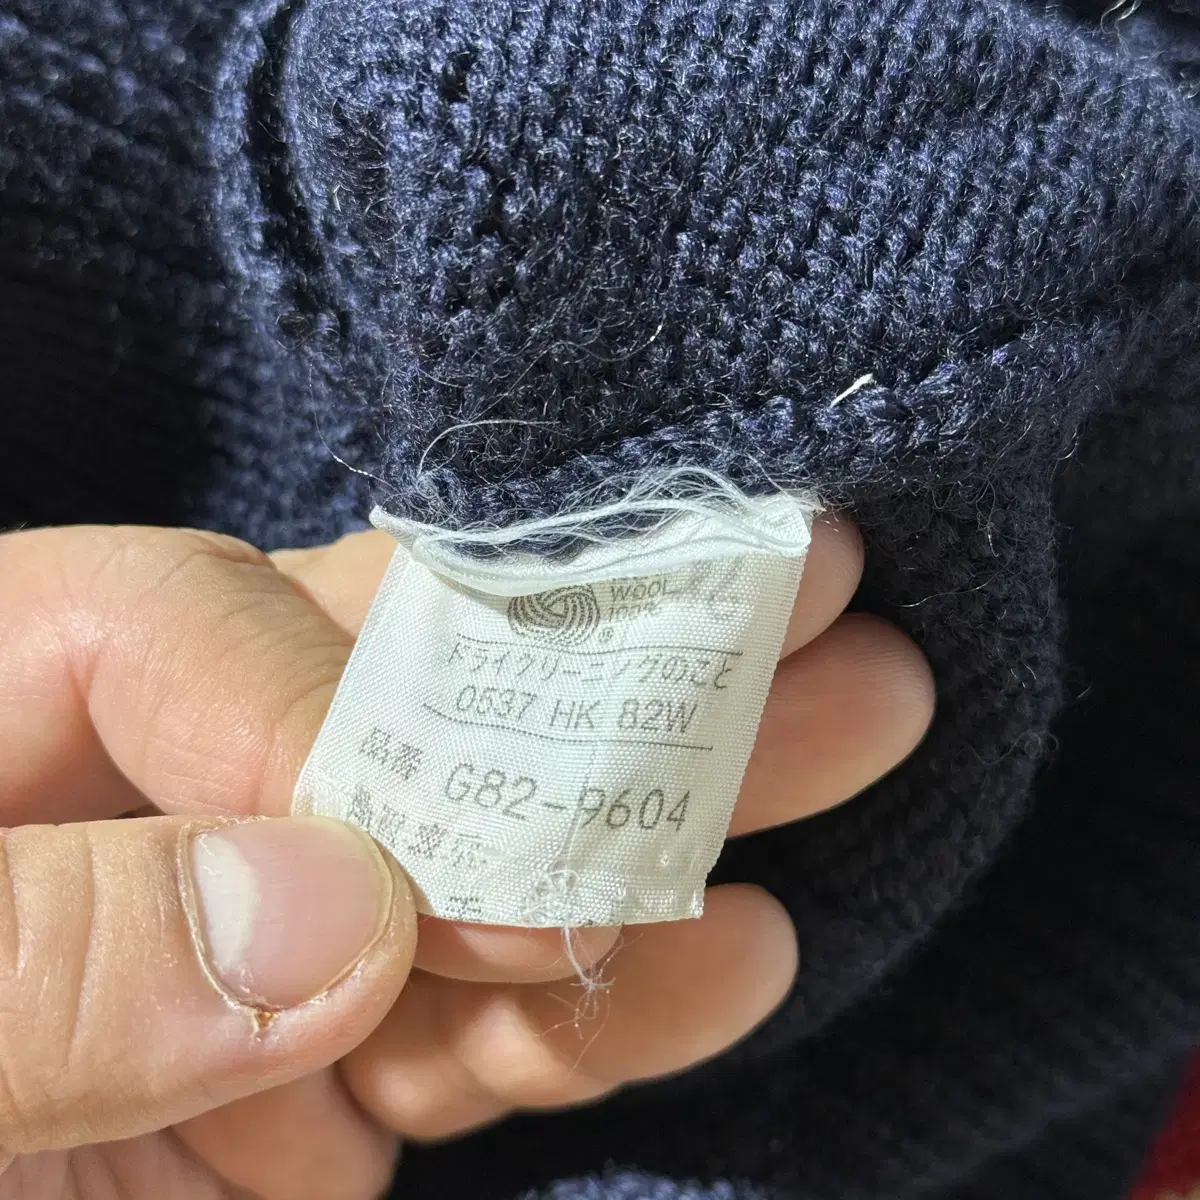 WOOL
100%
®
ドライクリーニングのこと
0537 HK 82W
品番 G82-9604